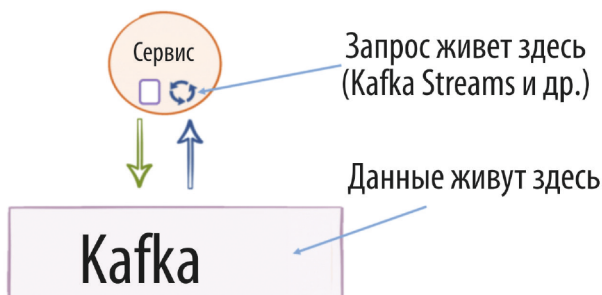 Сервис
Запрос живет здесь
(Kafka Streams и др.)
Данные живут здесь
Kafka